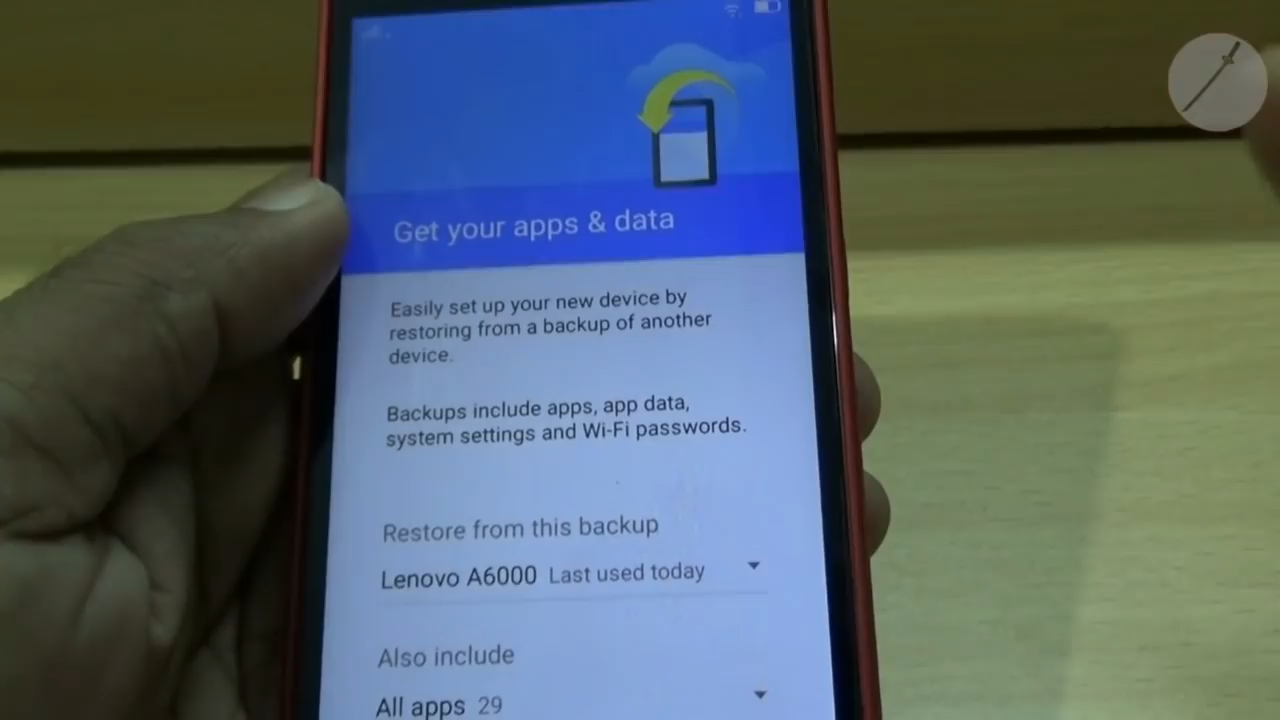 Get your apps & data
Easily set up your new device by
restoring from a backup of another
device.
Backups include apps, app data,
system settings and Wi-Fi passwords.
Restore from this backup
Lenovo A6000 Last used today
Also include
All apps 29